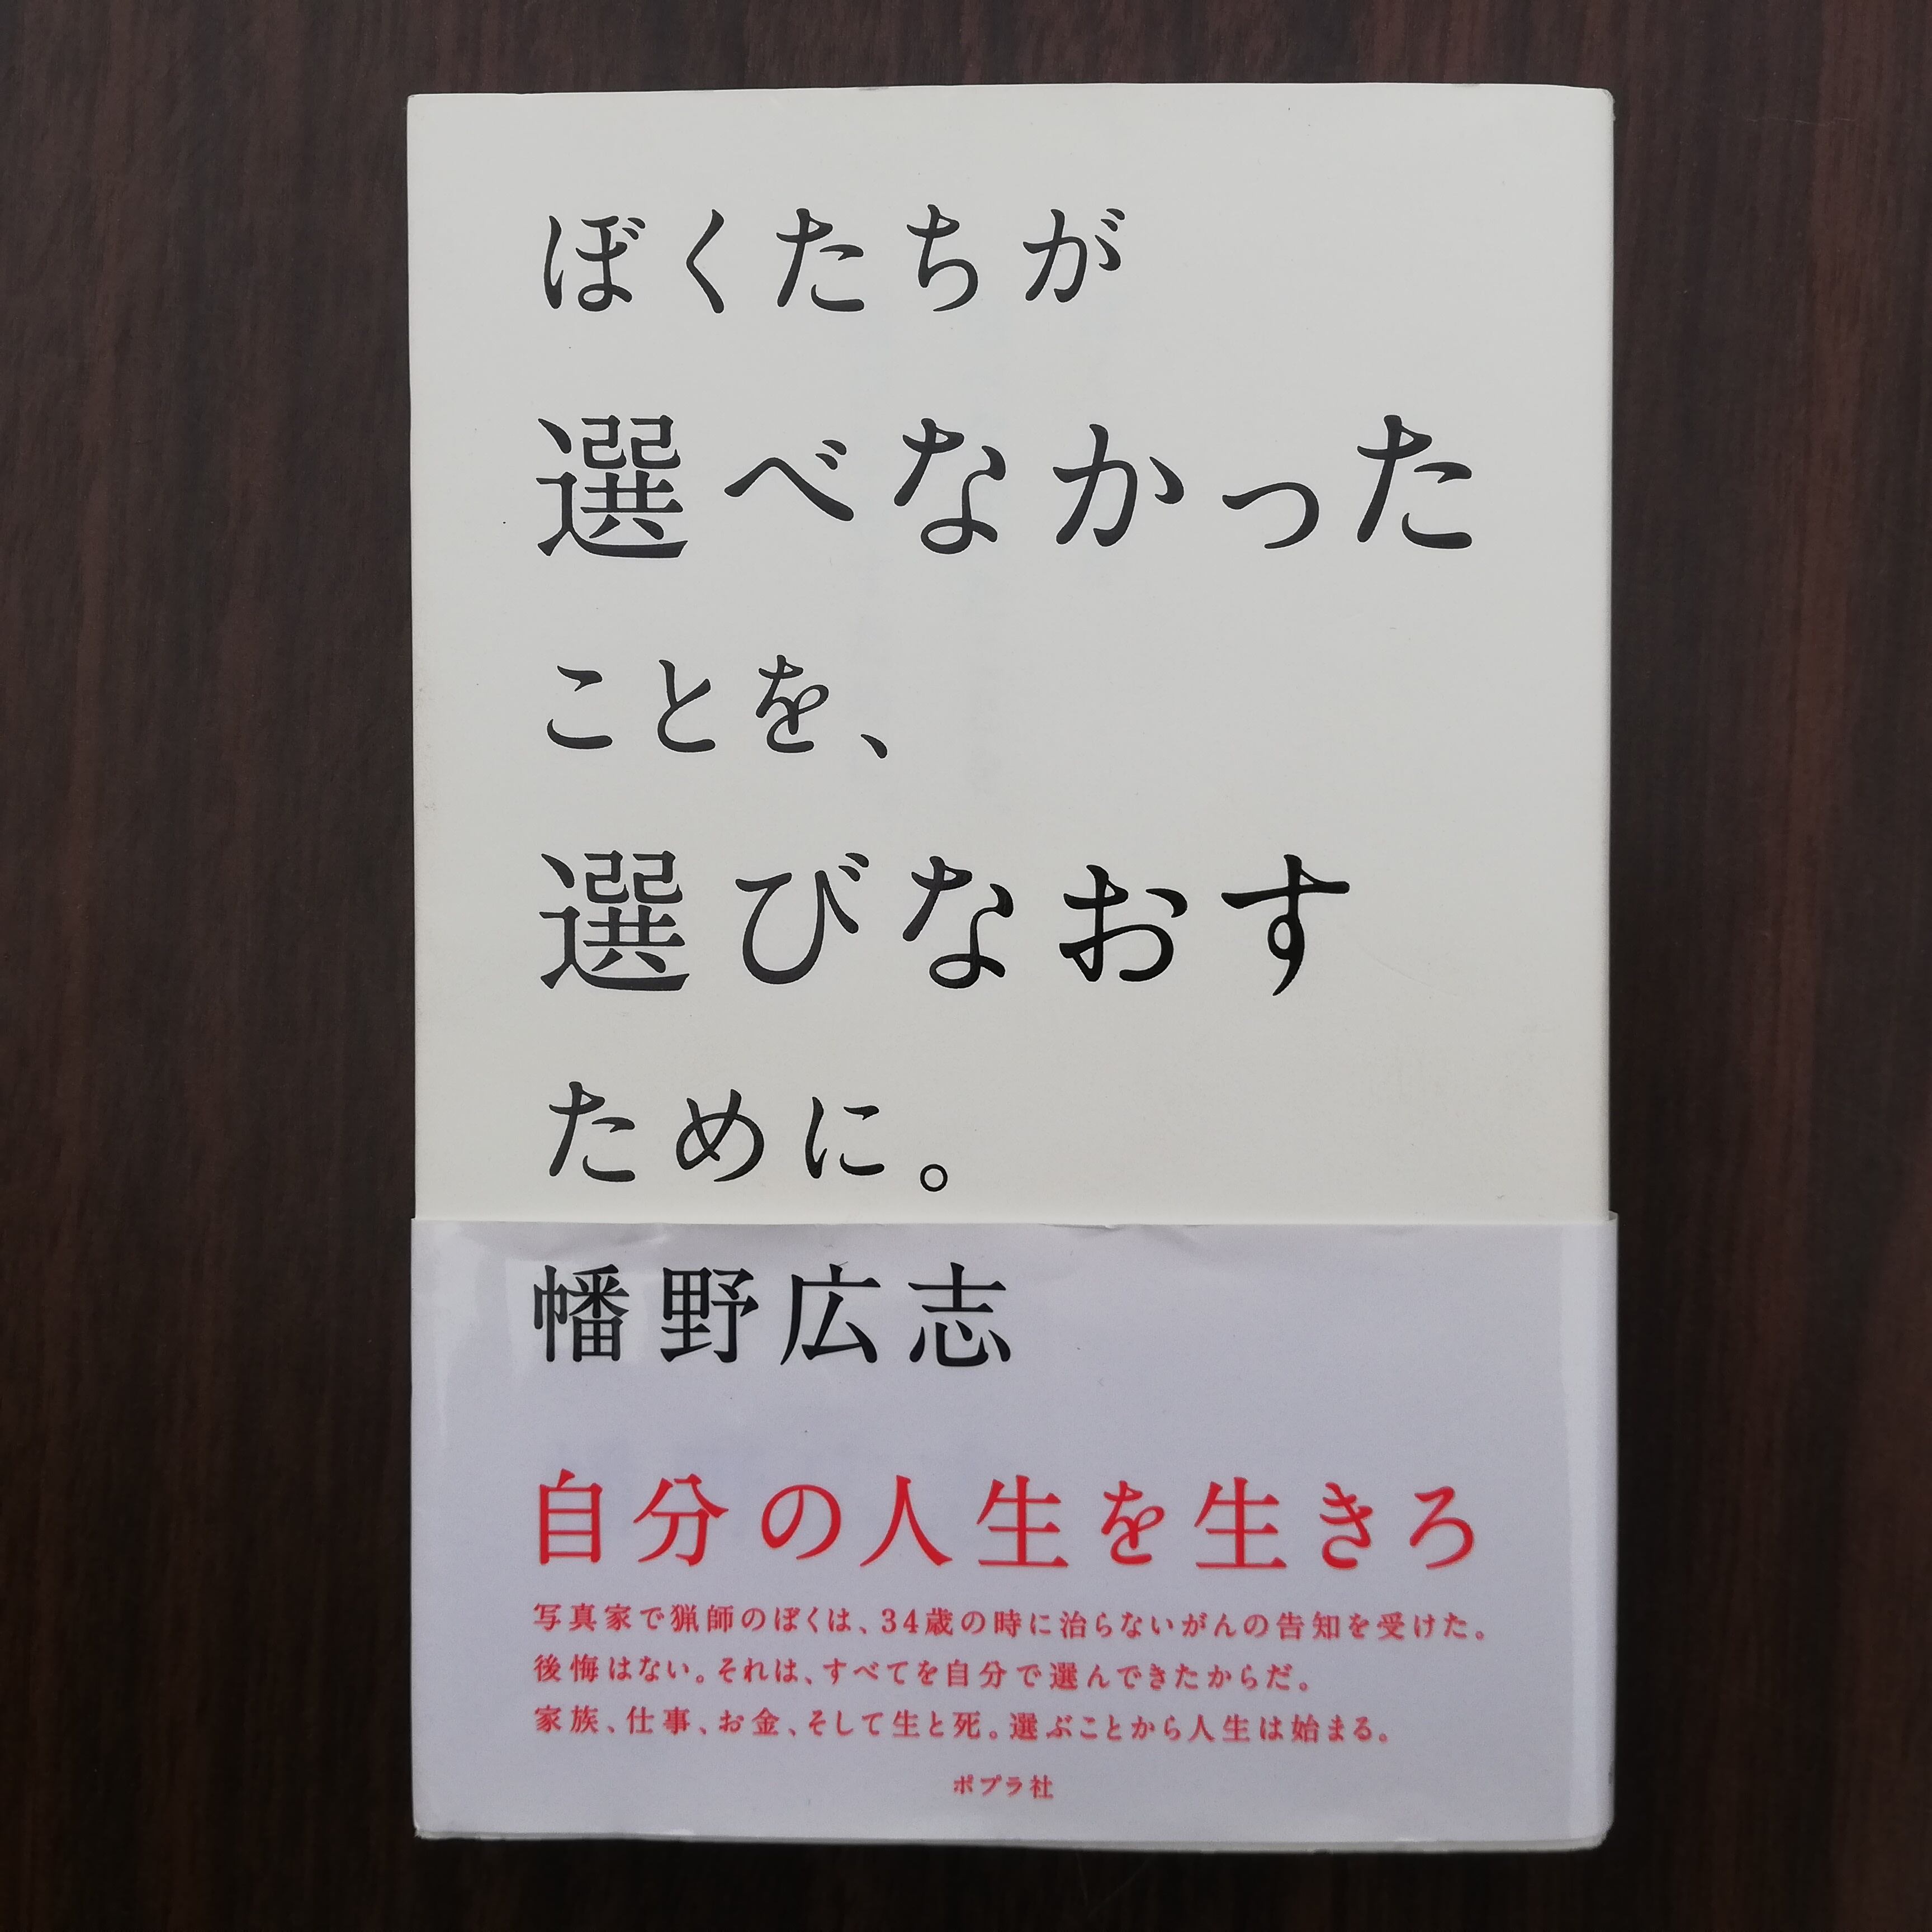 ぼくたちが
選べなかった
ことを、
選びなおす
ために。
幡野広志
自分の人生を生きろ
写真家で猟師のぼくは、34歳の時に治らないがんの告知を受けた。
後悔はない。それは、すべてを自分で選んできたからだ。
家族、仕事、お金、そして生と死。選ぶことから人生は始まる。
ポプラ社